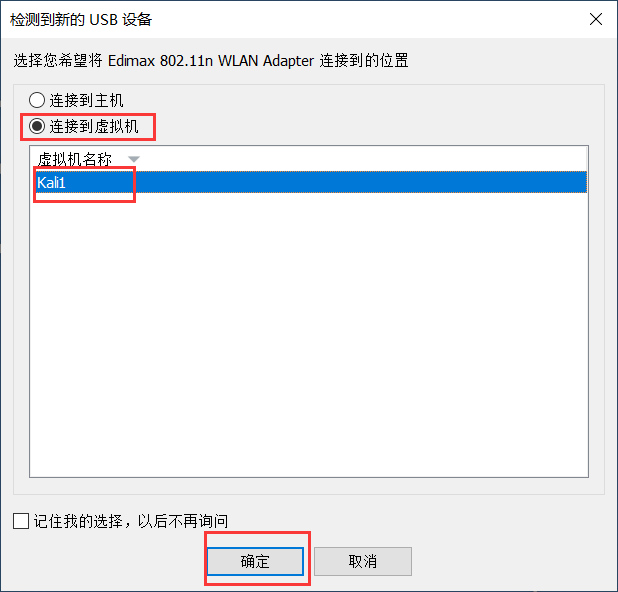 检测到新的 USB 设备
选择您希望将 Edimax 802.11n WLAN Adapter 连接到的位置
连接到主机
连接到虚拟机
虚拟机名称
Kali1
记住我的选择，以后不再询问
确定
取消